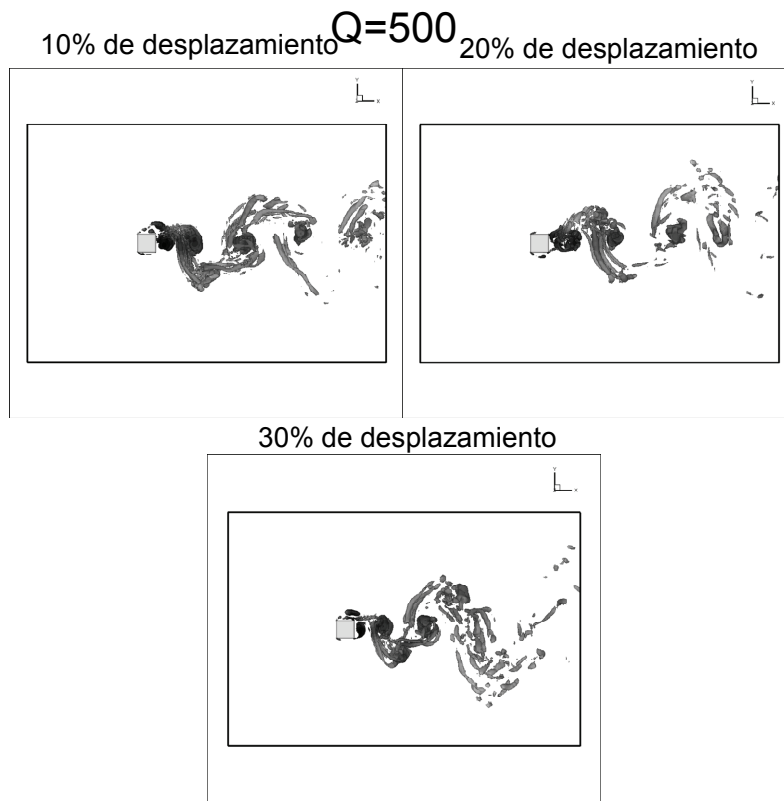 Q=500
10% de desplazamiento
20% de desplazamiento
Y
X
Y
X
30% de desplazamiento
Y
X